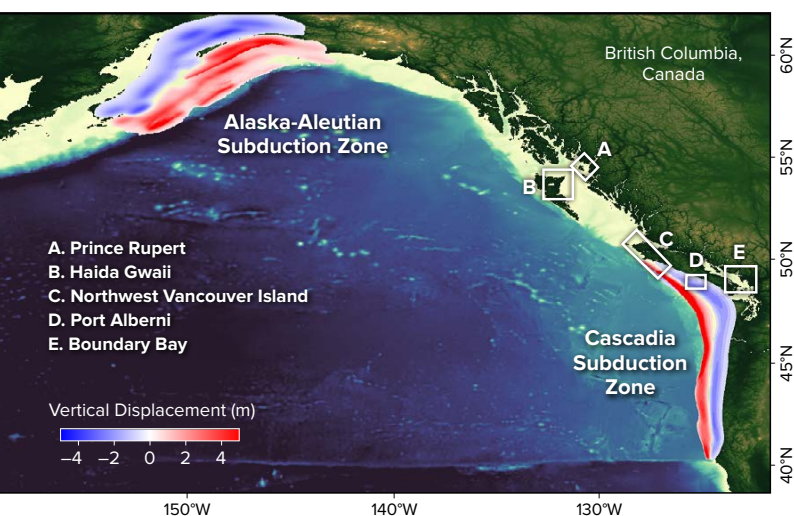 British Columbia,
Canada
Alaska-Aleutian
Subduction Zone
A
B
C
D
E
A. Prince Rupert
B. Haida Gwaii
C. Northwest Vancouver Island
D. Port Alberni
E. Boundary Bay
Cascadia
Subduction
Zone
Vertical Displacement (m)
−4 −2 0 2 4
60°N
55°N
50°N
45°N
40°N
150°W 140°W 130°W